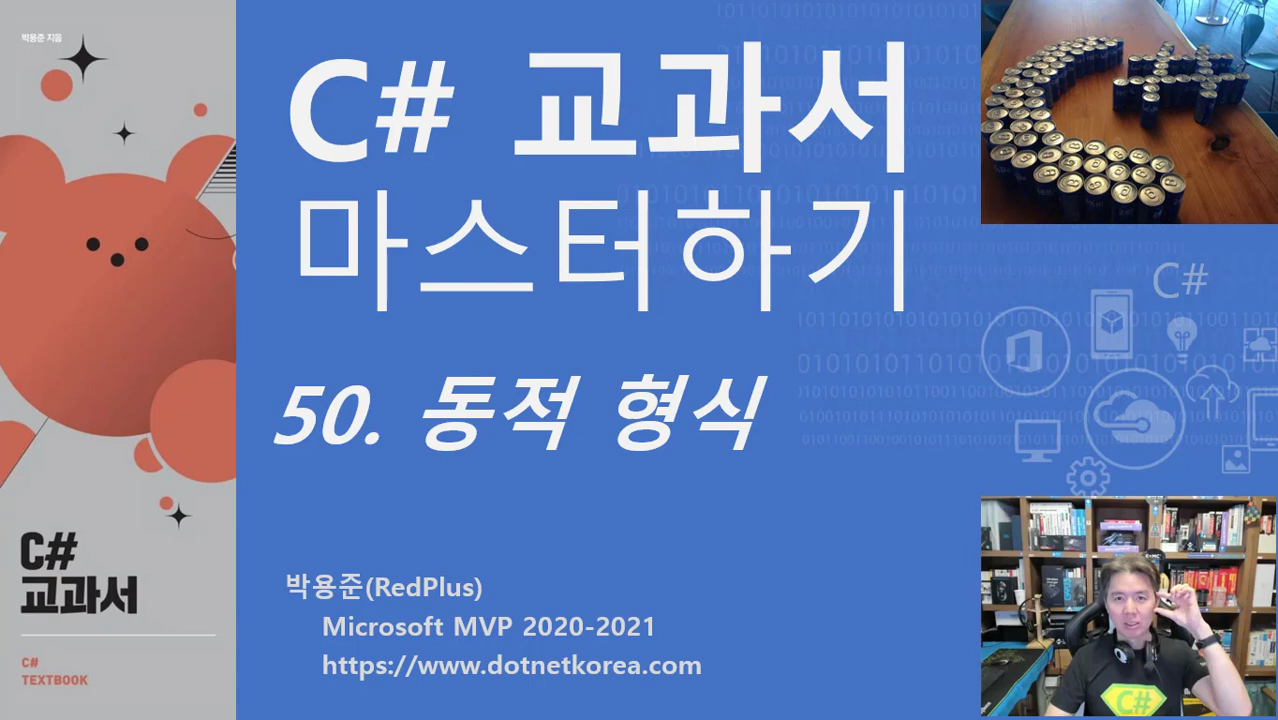 박용준 지음
C#
교과서
C#
TEXTBOOK
C# 교과서
마스터하기
50. 동적 형식
박용준(RedPlus)
Microsoft MVP 2020-2021
https://www.dotnetkorea.com
C#
C#